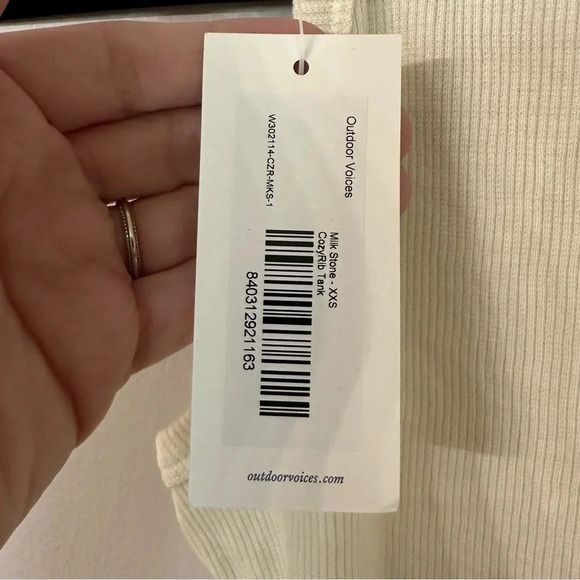 Outdoor Voices
W302114-CZR-MKS-1
Milk Stone - XXS
CozyRib Tank
840312921163
outdoorvoices.com